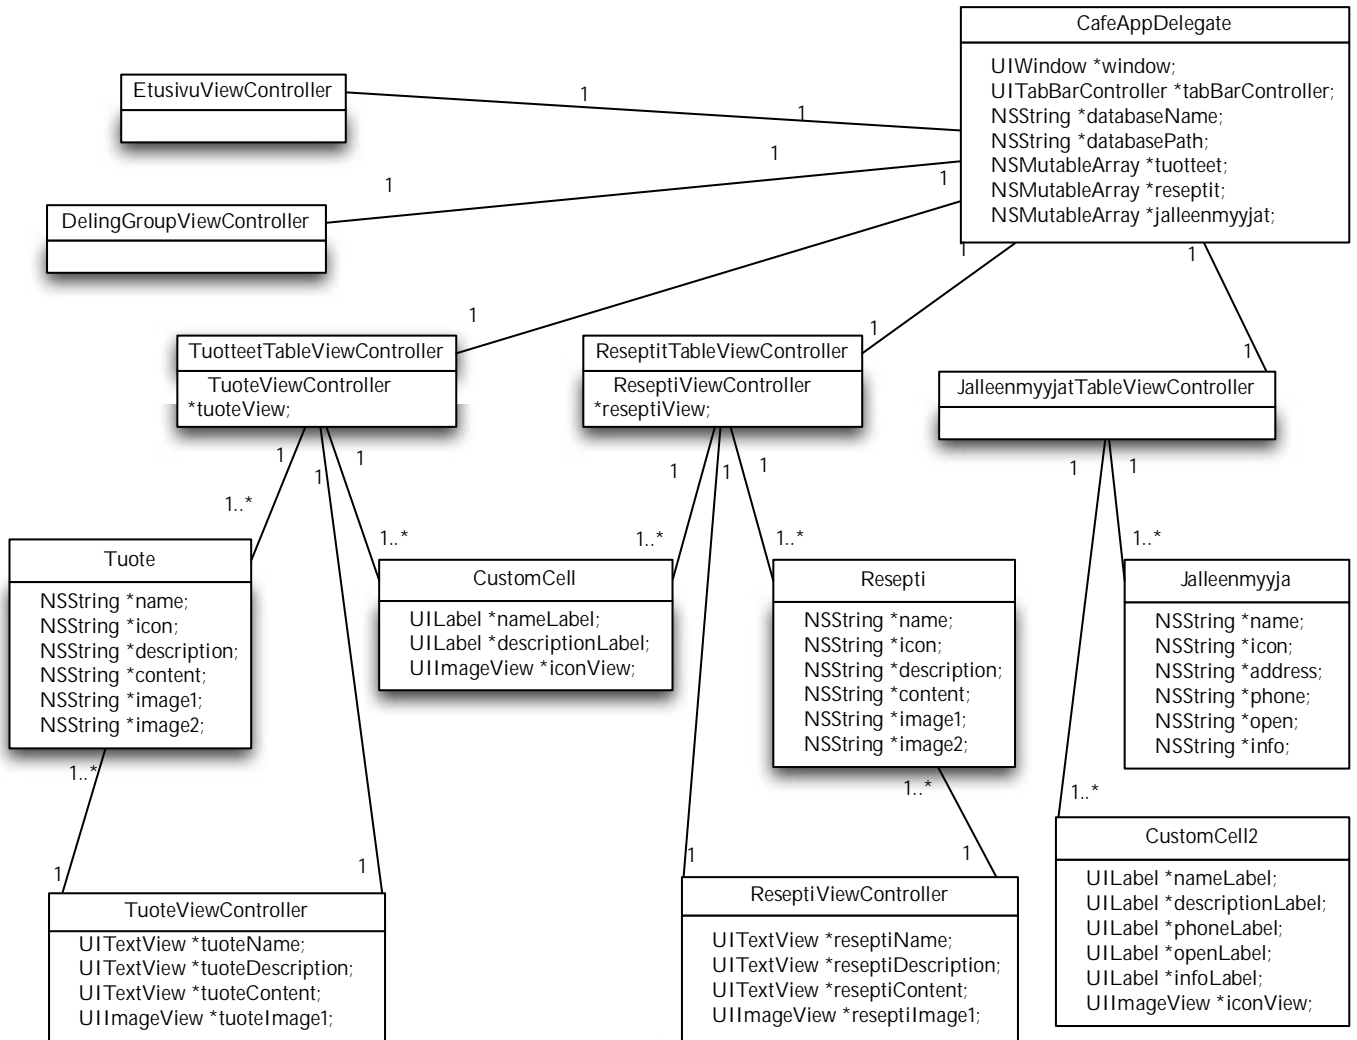 CafeAppDelegate
UIWindow *window;
UITabBarController *tabBarController;
NSString *databaseName;
NSString *databasePath;
NSMutableArray *tuotteet;
NSMutableArray *reseptit;
NSMutableArray *jalleenmyyjat;
EtusivuViewController
1
1
DelingGroupViewController
1
1
1
1
1
1
1
1
TuotteetTableViewController
TuoteViewController
*tuoteView;
ReseptitTableViewController
ReseptiViewController
*reseptiView;
JalleenmyyjatTableViewController
1
1
1
1
1
1
1
1
1..*
1..*
1..*
1..*
1..*
Tuote
NSString *name;
NSString *icon;
NSString *description;
NSString *content;
NSString *image1;
NSString *image2;
CustomCell
UILabel *nameLabel;
UILabel *descriptionLabel;
UIImageView *iconView;
Resepti
NSString *name;
NSString *icon;
NSString *description;
NSString *content;
NSString *image1;
NSString *image2;
Jalleenmyyja
NSString *name;
NSString *icon;
NSString *address;
NSString *phone;
NSString *open;
NSString *info;
1..*
1..*
1..*
1
1
1
1
TuoteViewController
UITextView *tuoteName;
UITextView *tuoteDescription;
UITextView *tuoteContent;
UIImageView *tuoteImage1;
ReseptiViewController
UITextView *reseptiName;
UITextView *reseptiDescription;
UITextView *reseptiContent;
UIImageView *reseptiImage1;
CustomCell2
UILabel *nameLabel;
UILabel *descriptionLabel;
UILabel *phoneLabel;
UILabel *openLabel;
UILabel *infoLabel;
UIImageView *iconView;